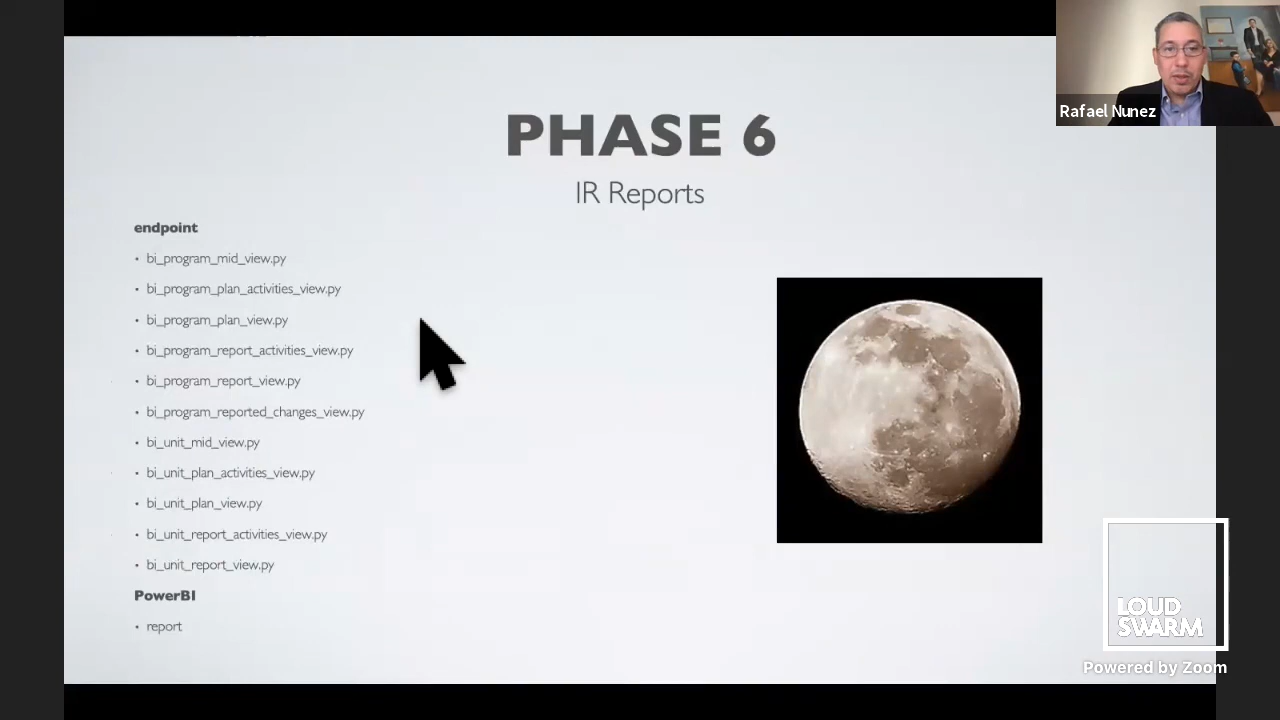 PHASE 6
IR Reports
endpoint
• bi_program_mid_view.py
• bi_program_plan_activities_view.py
• bi_program_plan_view.py
• bi_program_report_activities_view.py
• bi_program_report_view.py
• bi_program_reported_changes_view.py
• bi_unit_mid_view.py
• bi_unit_plan_activities_view.py
• bi_unit_plan_view.py
• bi_unit_report_activities_view.py
• bi_unit_report_view.py
PowerBI
• report
Rafael Nunez
LOUD
SWARM
Powered by Zoom